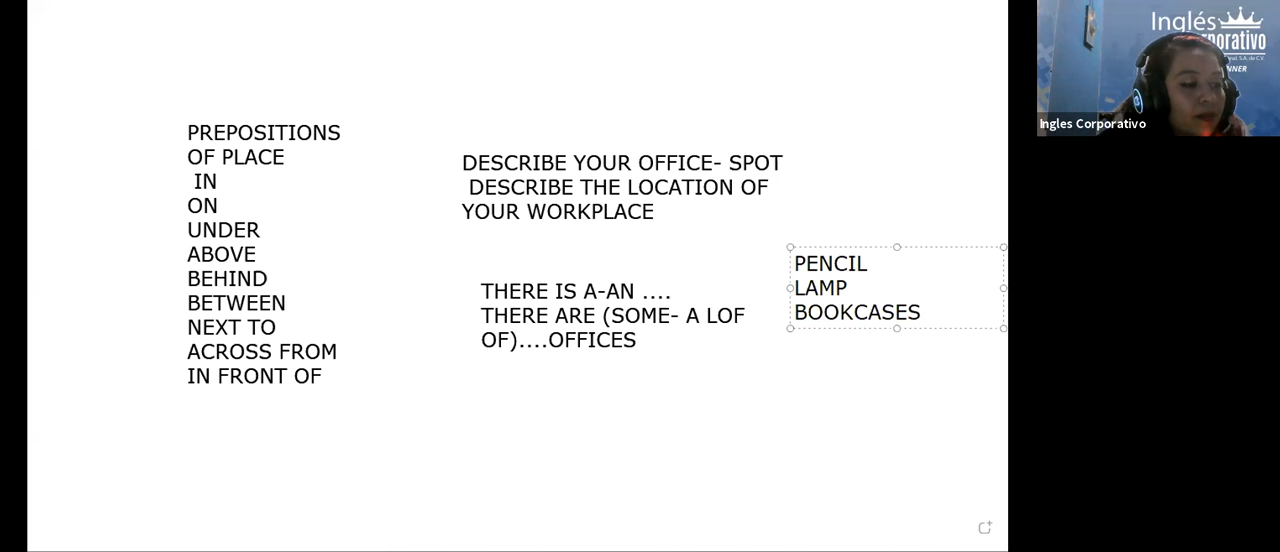 PREPOSITIONS
OF PLACE
IN
ON
UNDER
ABOVE
BEHIND
BETWEEN
NEXT TO
ACROSS FROM
IN FRONT OF
DESCRIBE YOUR OFFICE- SPOT
DESCRIBE THE LOCATION OF
YOUR WORKPLACE
THERE IS A-AN ....
THERE ARE (SOME- A LOF
OF)....OFFICES
PENCIL
LAMP
BOOKCASES
Inglés
Ingles Corporativo